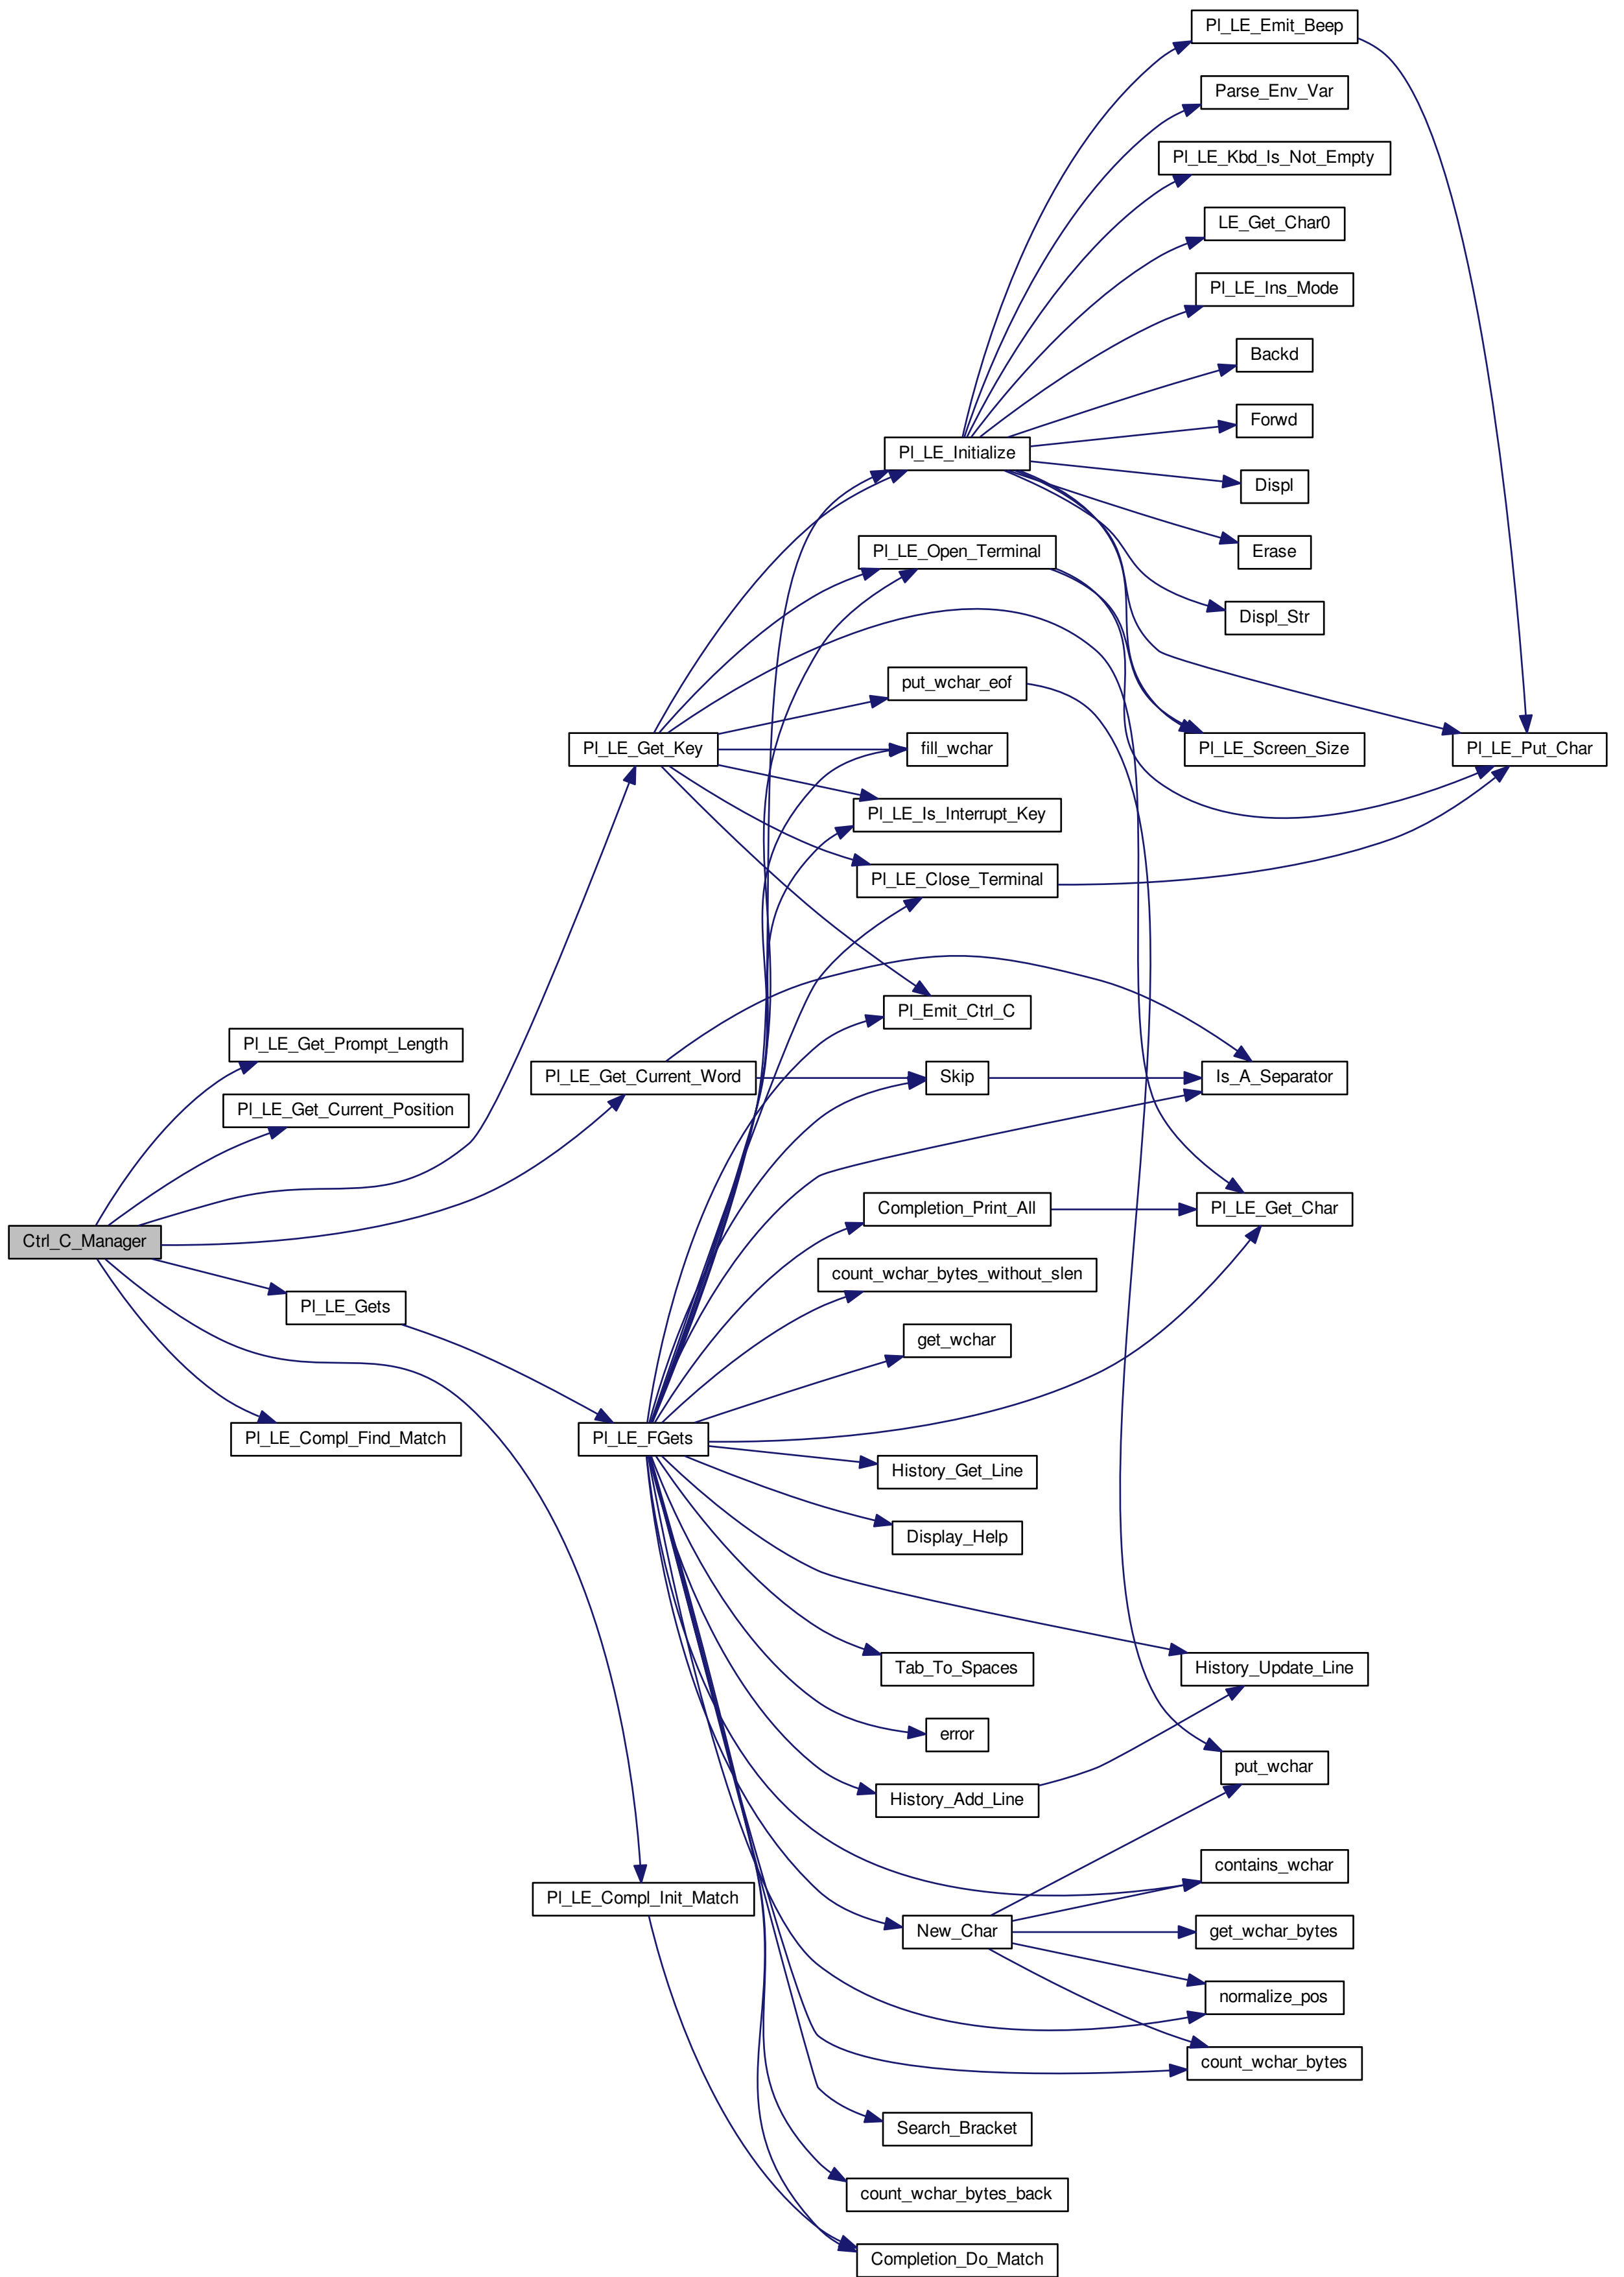 Pl_LE_Emit_Beep
Parse_Env_Var
Pl_LE_Kbd_Is_Not_Empty
LE_Get_Char0
Pl_LE_Ins_Mode
Backd
Forwd
Pl_LE_Initialize
Displ
Pl_LE_Open_Terminal
Erase
Displ_Str
put_wchar_eof
Pl_LE_Get_Key
fill_wchar
Pl_LE_Screen_Size
Pl_LE_Put_Char
Pl_LE_Is_Interrupt_Key
Pl_LE_Close_Terminal
Pl_Emit_Ctrl_C
Pl_LE_Get_Prompt_Length
Pl_LE_Get_Current_Word
Skip
Is_A_Separator
Pl_LE_Get_Current_Position
Completion_Print_All
Pl_LE_Get_Char
Ctrl_C_Manager
count_wchar_bytes_without_slen
Pl_LE_Gets
get_wchar
Pl_LE_Compl_Find_Match
Pl_LE_FGets
History_Get_Line
Display_Help
Tab_To_Spaces
History_Update_Line
error
put_wchar
History_Add_Line
contains_wchar
Pl_LE_Compl_Init_Match
New_Char
get_wchar_bytes
normalize_pos
count_wchar_bytes
Search_Bracket
count_wchar_bytes_back
Completion_Do_Match